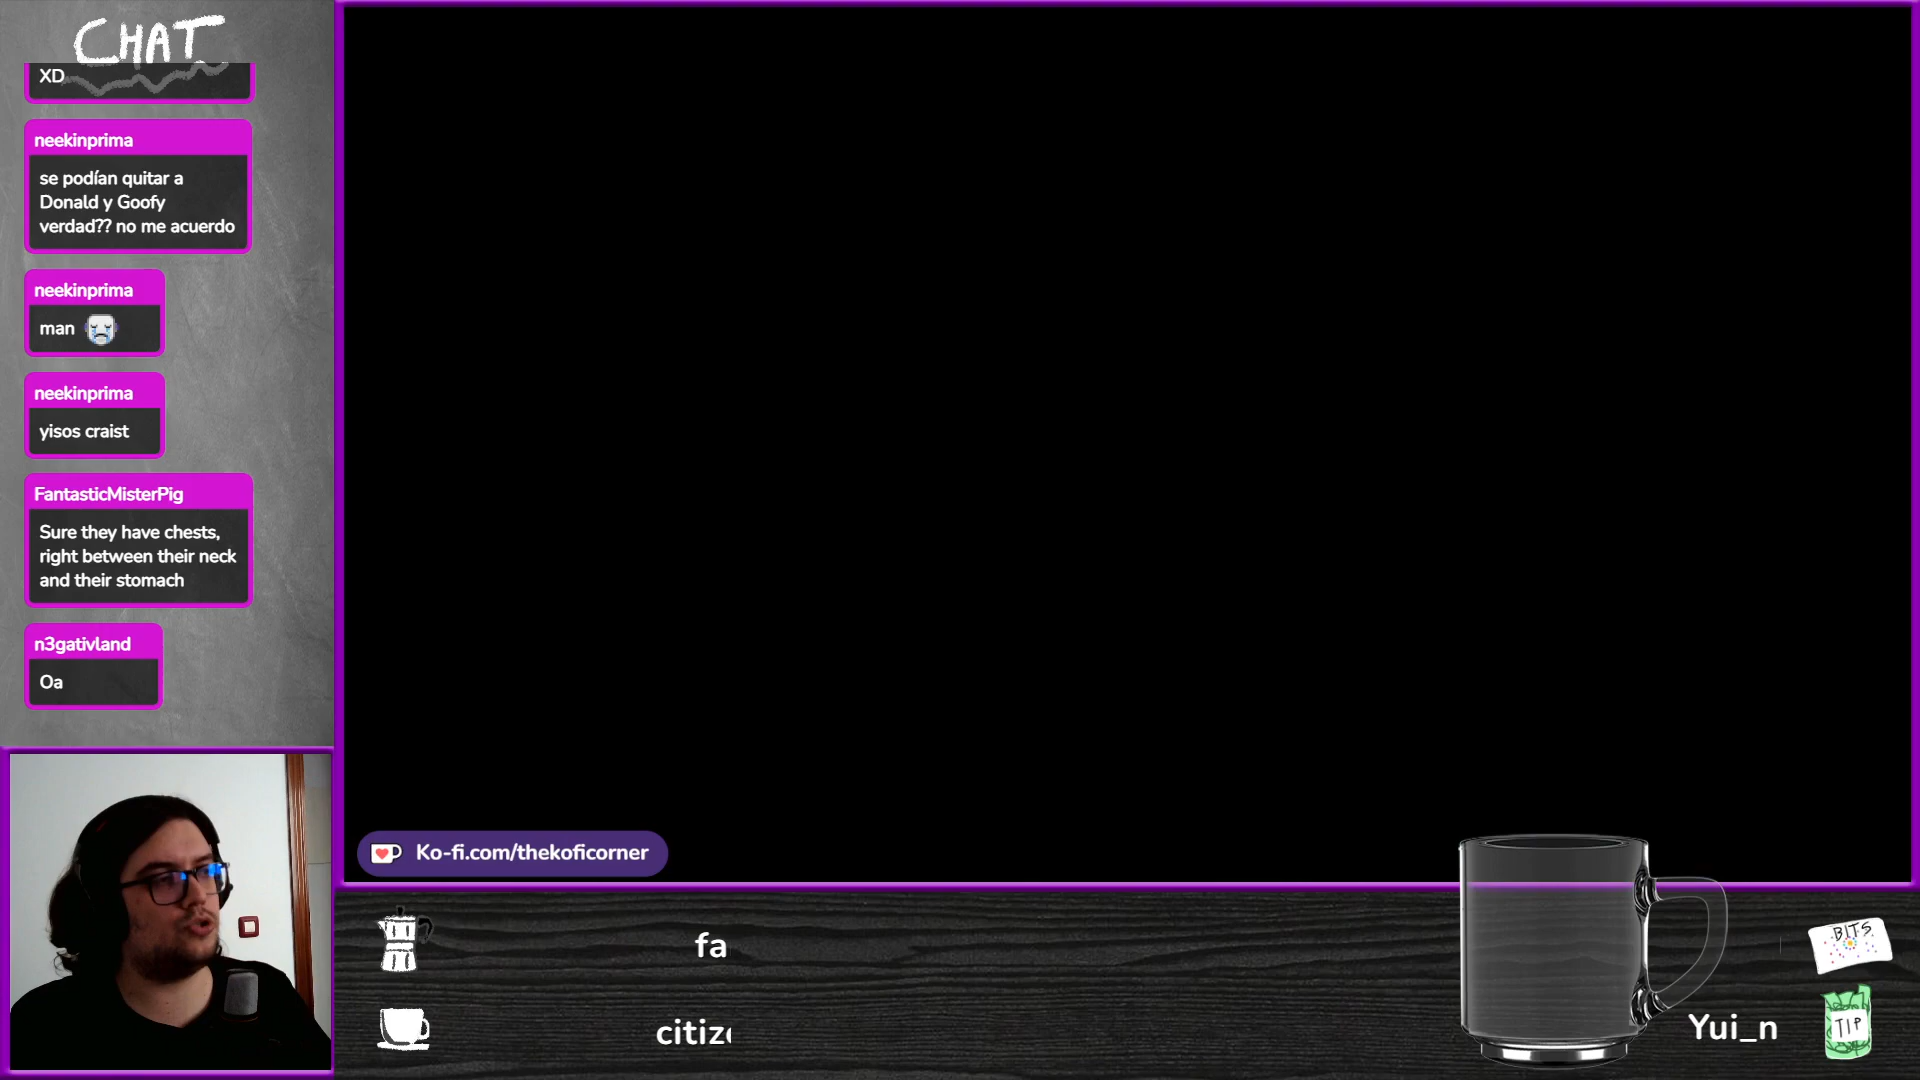 CHAT
XD
neekinprima
se podían quitar a
Donald y Goofy
verdad?? no me acuerdo
neekinprima
man
neekinprima
yisos craist
FantasticMisterPig
Sure they have chests,
right between their neck
and their stomach
n3gativland
Oa
Ko-fi.com/thekoficorner
fa
citiz
BITS
Yui_n
TIP